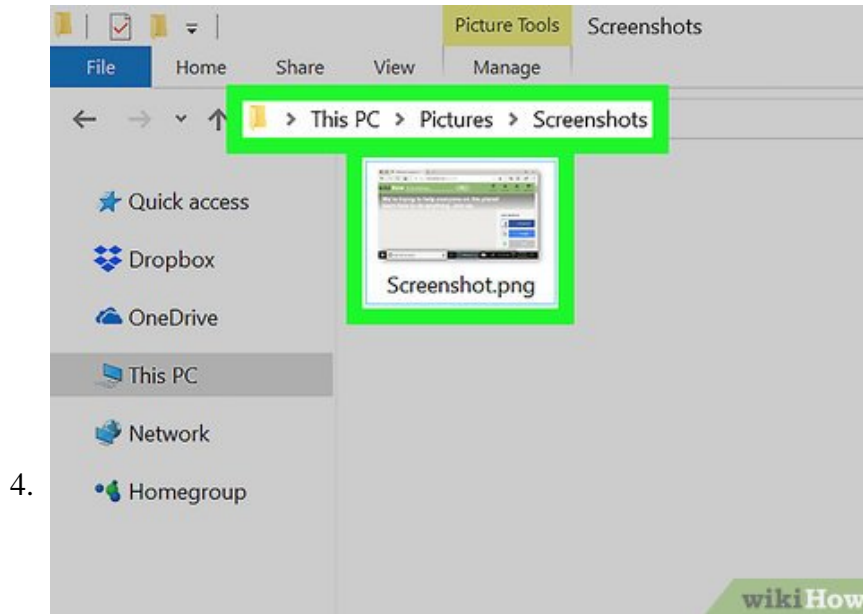 Picture Tools Screenshots
File Home Share View Manage
> This PC > Pictures > Screenshots
Quick access
Screenshot.png
Dropbox
OneDrive
This PC
Network
4.
Homegroup
wikiHow